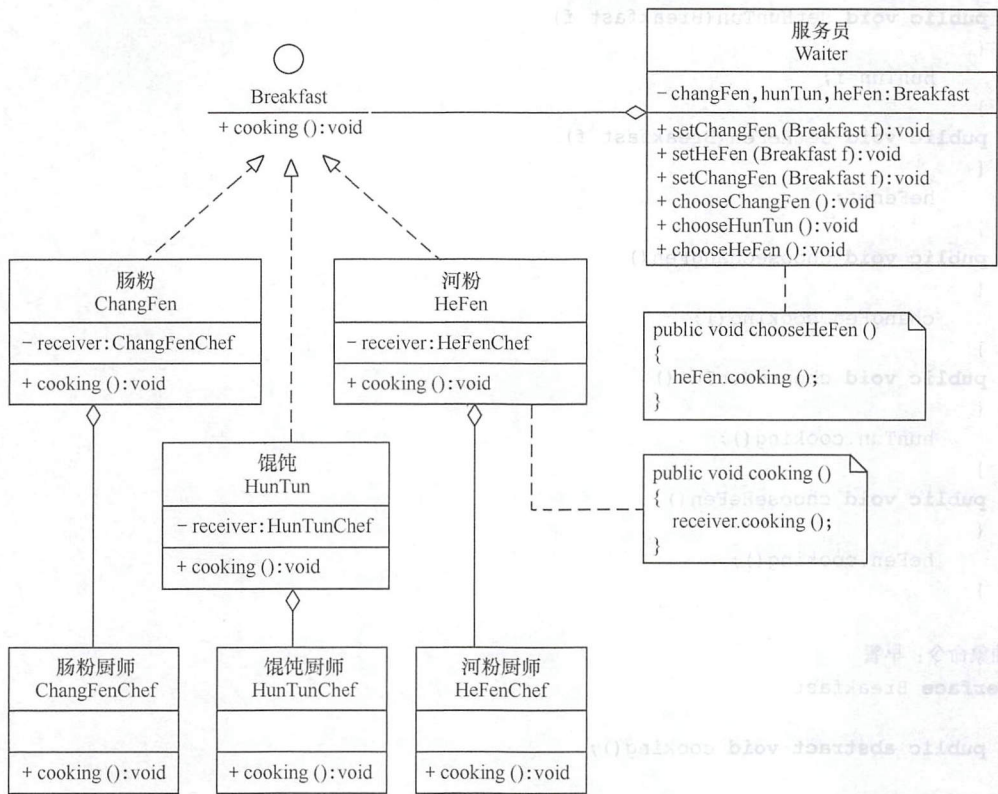 服务员
Waiter
- changFen, hunTun, heFen:Breakfast
+ setChangFen (Breakfast f):void
+ setHeFen (Breakfast f):void
+ setChangFen (Breakfast f):void
+ chooseChangFen ():void
+ chooseHunTun ():void
+ chooseHeFen ():void
Breakfast
+ cooking ():void
肠粉
ChangFen
- receiver:ChangFenChef
+ cooking ():void
河粉
HeFen
- receiver:HeFenChef
+ cooking ():void
public void chooseHeFen ()
{
heFen.cooking ();
}
馄饨
HunTun
- receiver:HunTunChef
+ cooking ():void
public void cooking ()
{
receiver.cooking ();
}
肠粉厨师
ChangFenChef
+ cooking ():void
馄饨厨师
HunTunChef
+ cooking ():void
河粉厨师
HeFenChef
+ cooking ():void